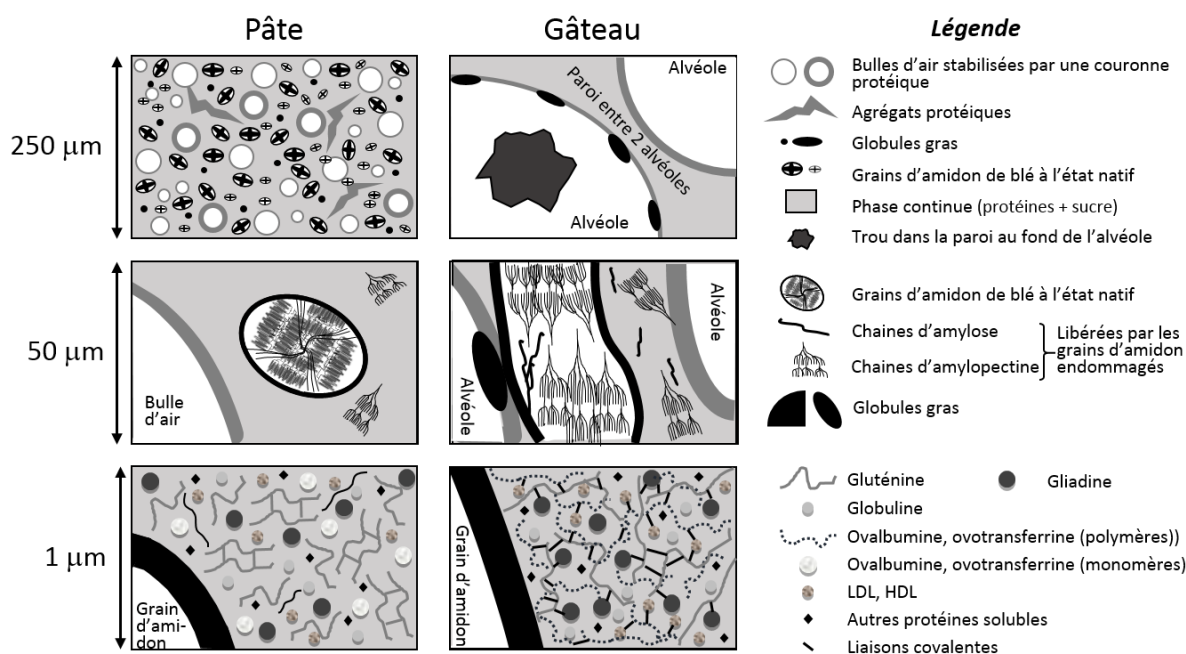 Pâte
Gâteau
Légende
250 µm
Alvéole
Paroi entre 2 alvéoles
Alvéole
Bulles d'air stabilisées par une couronne
protéique
Agrégats protéiques
Globules gras
Grains d'amidon de blé à l'état natif
Phase continue (protéines + sucre)
Trou dans la paroi au fond de l'alvéole
50 µm
Bulle
d'air
Alvéole
Alvéole
Grains d'amidon de blé à l'état natif
Chaines d'amylose
Chaines d'amylopectine
Libérées par les
grains d'amidon
endommagés
Globules gras
1 µm
Grain
d'ami-
don
Grain d'amidon
Gluténine
Gliadine
Globuline
Ovalbumine, ovotransferrine (polymères))
Ovalbumine, ovotransferrine (monomères)
LDL, HDL
Autres protéines solubles
Liaisons covalentes